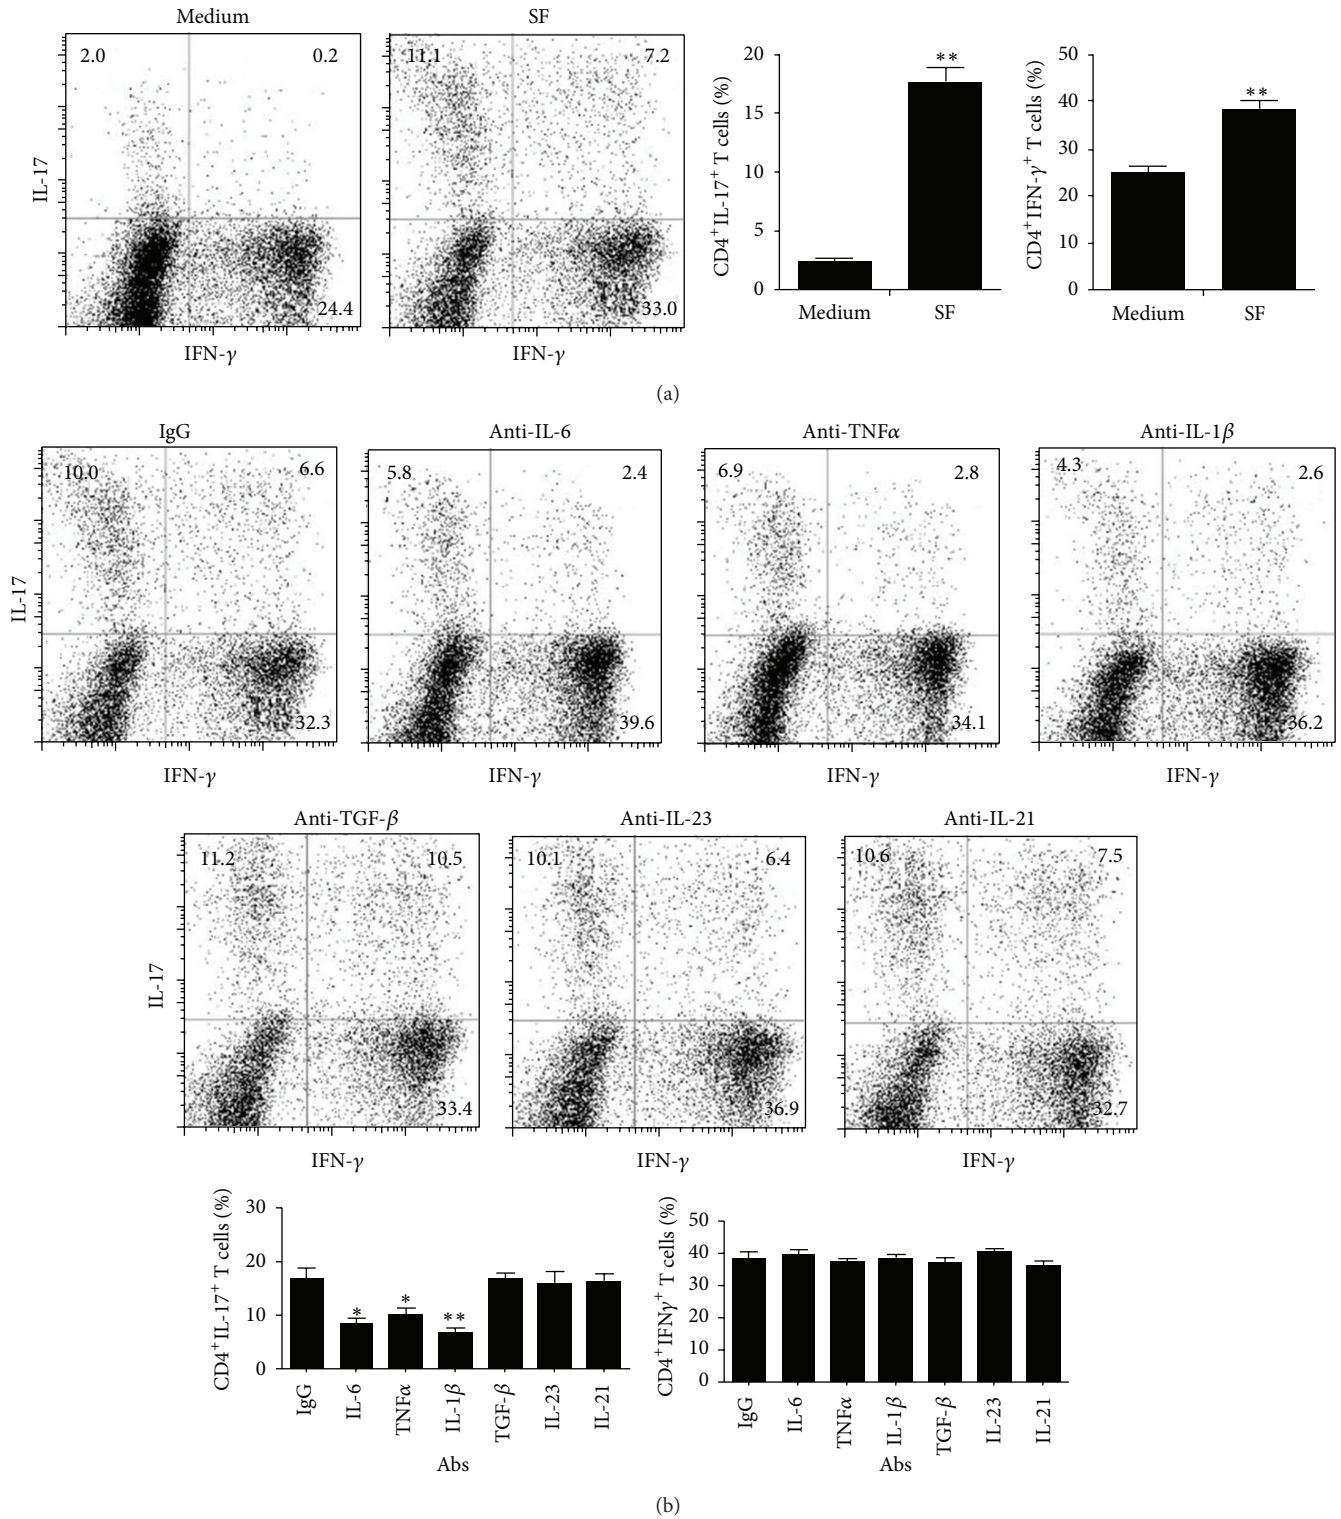 Medium
SF
2.0
0.2
24.4
IL-17
IFN-γ
11.1
7.2
33.0
IFN-γ
CD4+IL-17+ T cells (%)
20
15
10
5
0
**
Medium
SF
CD4+IFN-γ+ T cells (%)
50
40
30
20
10
0
**
Medium
SF
(a)
IgG
Anti-IL-6
Anti-TNFα
Anti-IL-1β
IL-17
10.0
6.6
32.3
IFN-γ
5.8
2.4
39.6
IFN-γ
6.9
2.8
34.1
IFN-γ
4.3
2.6
36.2
IFN-γ
Anti-TGF-β
Anti-IL-23
Anti-IL-21
IL-17
11.2
10.5
33.4
IFN-γ
10.1
6.4
36.9
IFN-γ
10.6
7.5
32.7
IFN-γ
CD4+IL-17+ T cells (%)
30
20
10
0
*
*
**
IgG
IL-6
TNFα
IL-1β
TGF-β
IL-23
IL-21
Abs
CD4+IFNγ+ T cells (%)
50
40
30
20
10
0
IgG
IL-6
TNFα
IL-1β
TGF-β
IL-23
IL-21
Abs
(b)